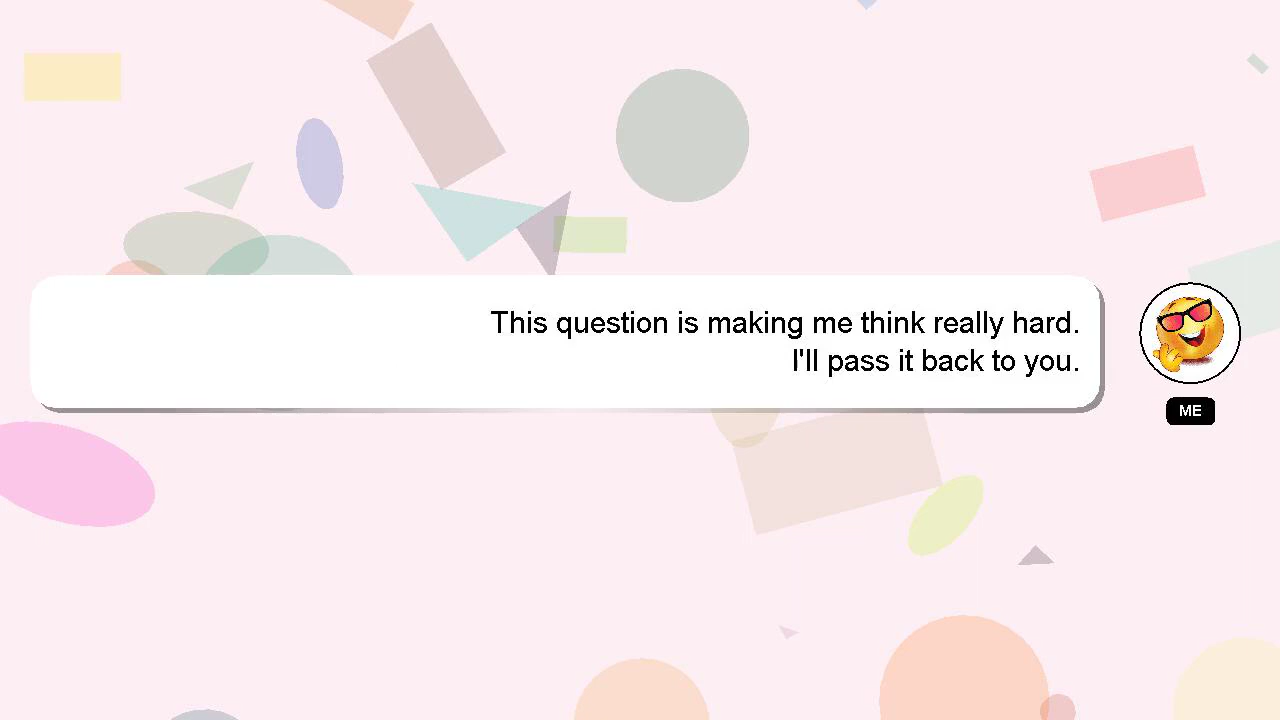 This question is making me think really hard.
I'll pass it back to you.
ME